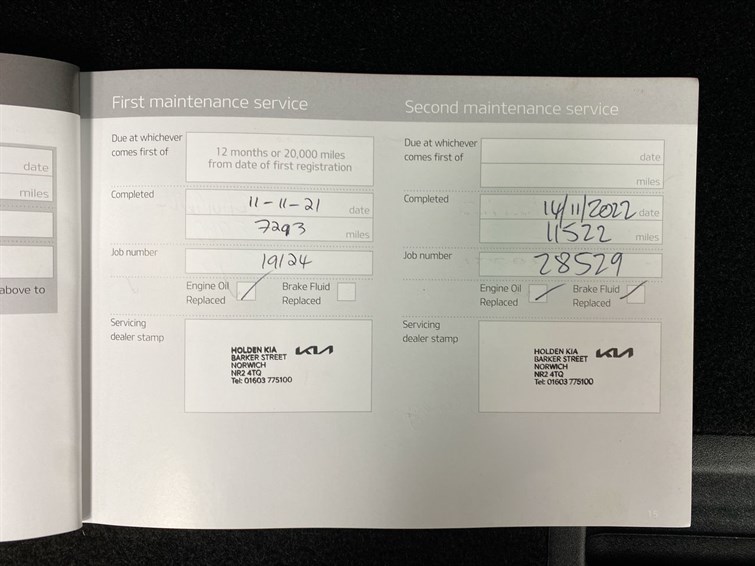 date
miles
above to
First maintenance service
Due at whichever
comes first of
12 months or 20,000 miles
from date of first registration
Completed
11-11-21 date
7293 miles
Job number
19124
Engine Oil
Replaced
Brake Fluid
Replaced
Servicing
dealer stamp
HOLDEN KIA
BARKER STREET
NORWICH
NR2 4TQ
Tel: 01603 775100
KIA
Second maintenance service
Due at whichever
comes first of
date
miles
Completed
14/11/2022 date
11522 miles
Job number
28529
Engine Oil
Replaced
Brake Fluid
Replaced
Servicing
dealer stamp
HOLDEN KIA
BARKER STREET
NORWICH
NR2 4TQ
Tel: 01603 775100
KIA
15